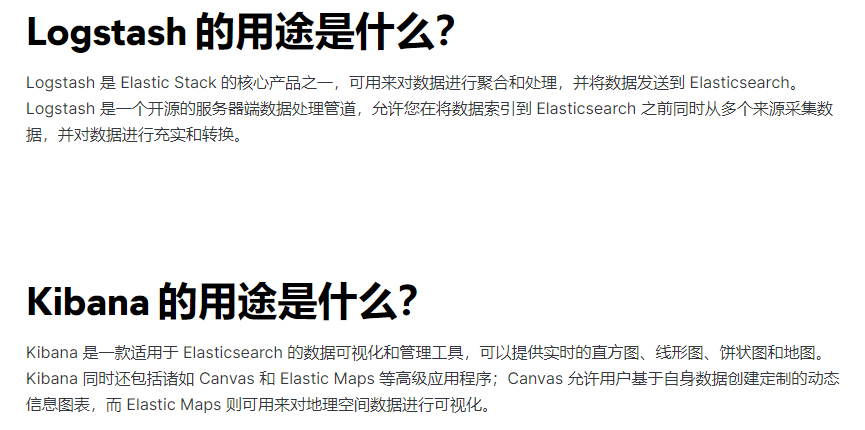 Logstash 的用途是什么？
Logstash 是 Elastic Stack 的核心产品之一，可用来对数据进行聚合和处理，并将数据发送到 Elasticsearch。
Logstash 是一个开源的服务器端数据处理管道，允许您在将数据索引到 Elasticsearch 之前同时从多个来源采集数
据，并对数据进行充实和转换。
Kibana 的用途是什么？
Kibana 是一款适用于 Elasticsearch 的数据可视化和管理工具，可以提供实时的直方图、线形图、饼状图和地图。
Kibana 同时还包括诸如 Canvas 和 Elastic Maps 等高级应用程序；Canvas 允许用户基于自身数据创建定制的动态
信息图表，而 Elastic Maps 则可用来对地理空间数据进行可视化。